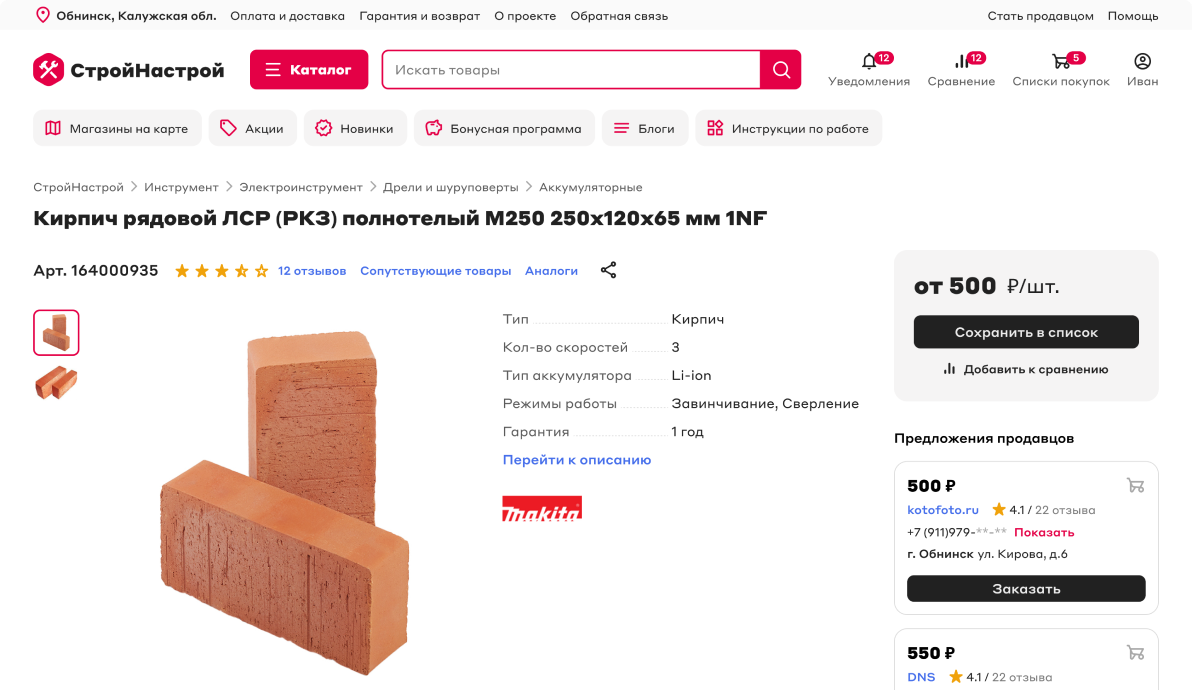 Обнинск, Калужская обл. Оплата и доставка Гарантия и возврат О проекте Обратная связь Стать продавцом Помощь
СтройНастрой Каталог Искать товары 12 12 5
Уведомления Сравнение Списки покупок Иван
Магазины на карте Акции Новинки Бонусная программа Блоги Инструкции по работе
СтройНастрой Инструмент Электроинструмент Дрели и шуруповерты Аккумуляторные
Кирпич рядовой ЛСР (РКЗ) полнотелый М250 250х120х65 мм 1NF
Арт. 164000935 12 отзывов Сопутствующие товары Аналоги
Тип Кирпич
Кол-во скоростей 3
Тип аккумулятора Li-ion
Режимы работы Завинчивание, Сверление
Гарантия 1 год
Перейти к описанию
makita
от 500 ₽/шт.
Сохранить в список
Добавить к сравнению
Предложения продавцов
500 ₽
kotofoto.ru 4.1 / 22 отзыва
+7 (911)979-**-** Показать
г. Обнинск ул. Кирова, д.6
Заказать
550 ₽
DNS 4.1 / 22 отзыва